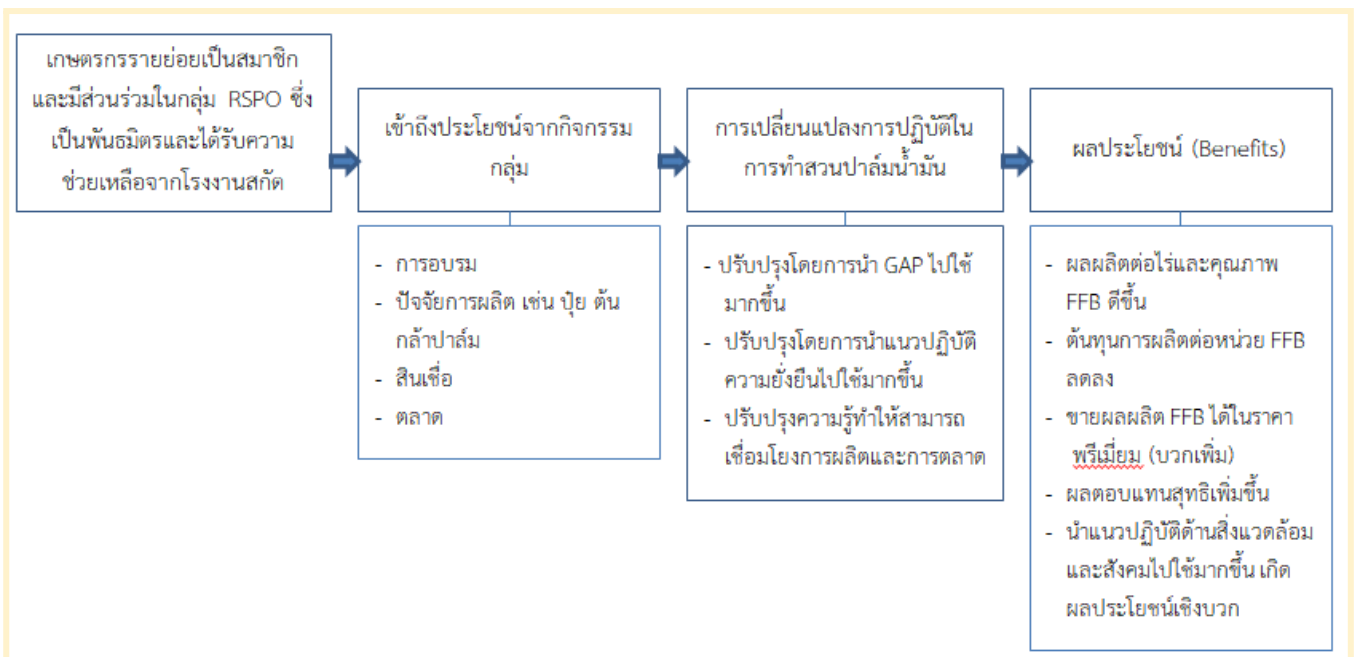 เกษตรกรรายย่อยเป็นสมาชิก
และมีส่วนร่วมในกลุ่ม RSPO ซึ่ง
เป็นพันธมิตรและได้รับความ
ช่วยเหลือจากโรงงานสกัด
เข้าถึงประโยชน์จากกิจกรรม
กลุ่ม
- การอบรม
- ปัจจัยการผลิต เช่น ปุ๋ย ต้น
กล้าปาล์ม
- สินเชื่อ
- ตลาด
การเปลี่ยนแปลงการปฏิบัติใน
การทำสวนปาล์มน้ำมัน
- ปรับปรุงโดยการนำ GAP ไปใช้
มากขึ้น
- ปรับปรุงโดยการนำแนวปฏิบัติ
ความยั่งยืนไปใช้มากขึ้น
- ปรับปรุงความรู้ทำให้สามารถ
เชื่อมโยงการผลิตและการตลาด
ผลประโยชน์ (Benefits)
- ผลผลิตต่อไร่และคุณภาพ
FFB ดีขึ้น
- ต้นทุนการผลิตต่อหน่วย FFB
ลดลง
- ขายผลผลิต FFB ได้ในราคา
พรีเมี่ยม (บวกเพิ่ม)
- ผลตอบแทนสุทธิเพิ่มขึ้น
- นำแนวปฏิบัติด้านสิ่งแวดล้อม
และสังคมไปใช้มากขึ้น เกิด
ผลประโยชน์เชิงบวก